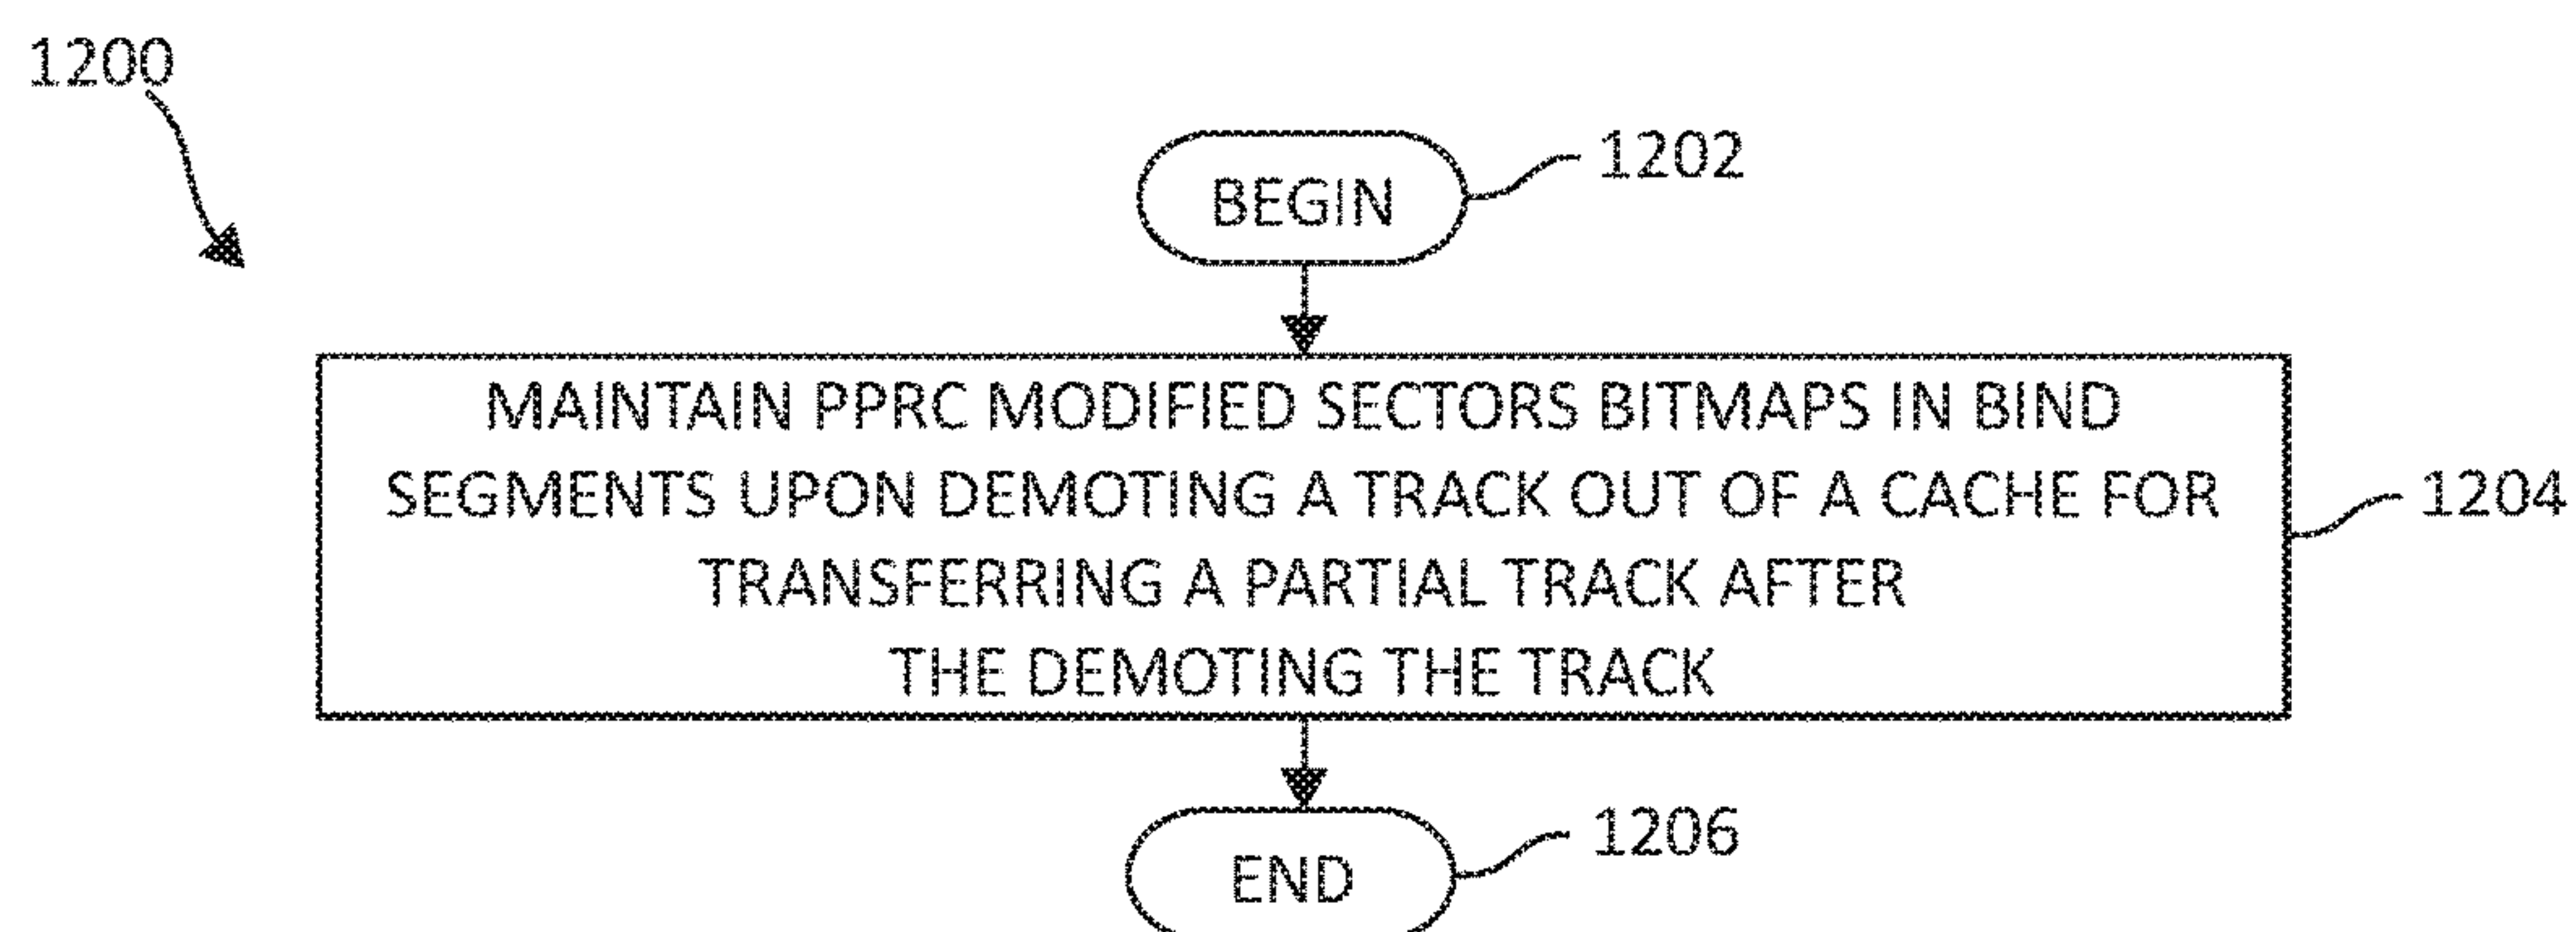 1200
BEGIN
1202
MAINTAIN PPRC MODIFIED SECTORS BITMAPS IN BIND
SEGMENTS UPON DEMOTING A TRACK OUT OF A CACHE FOR
TRANSFERRING A PARTIAL TRACK AFTER
THE DEMOTING THE TRACK
1204
END
1206